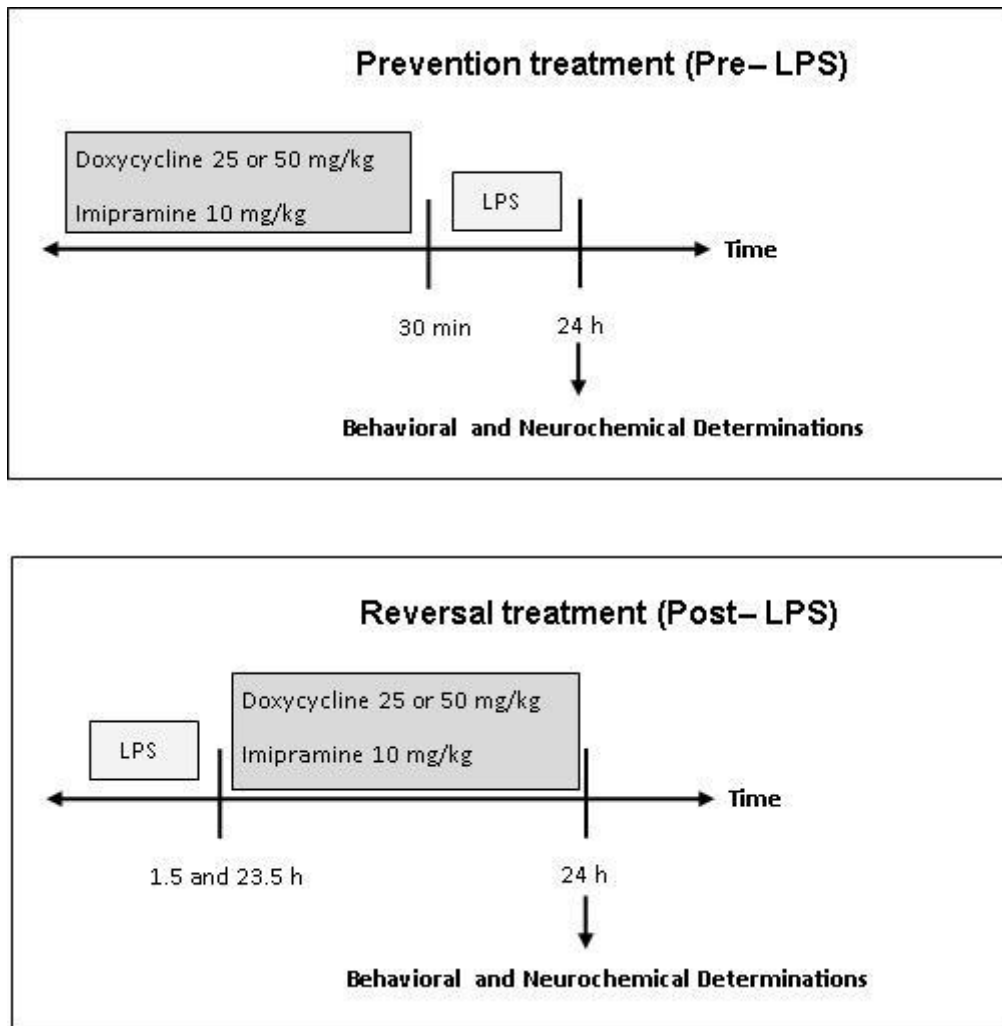 Prevention treatment (Pre– LPS)
Doxycycline 25 or 50 mg/kg
Imipramine 10 mg/kg
LPS
Time
30 min
24 h
Behavioral and Neurochemical Determinations
Reversal treatment (Post– LPS)
LPS
Doxycycline 25 or 50 mg/kg
Imipramine 10 mg/kg
Time
1.5 and 23.5 h
24 h
Behavioral and Neurochemical Determinations